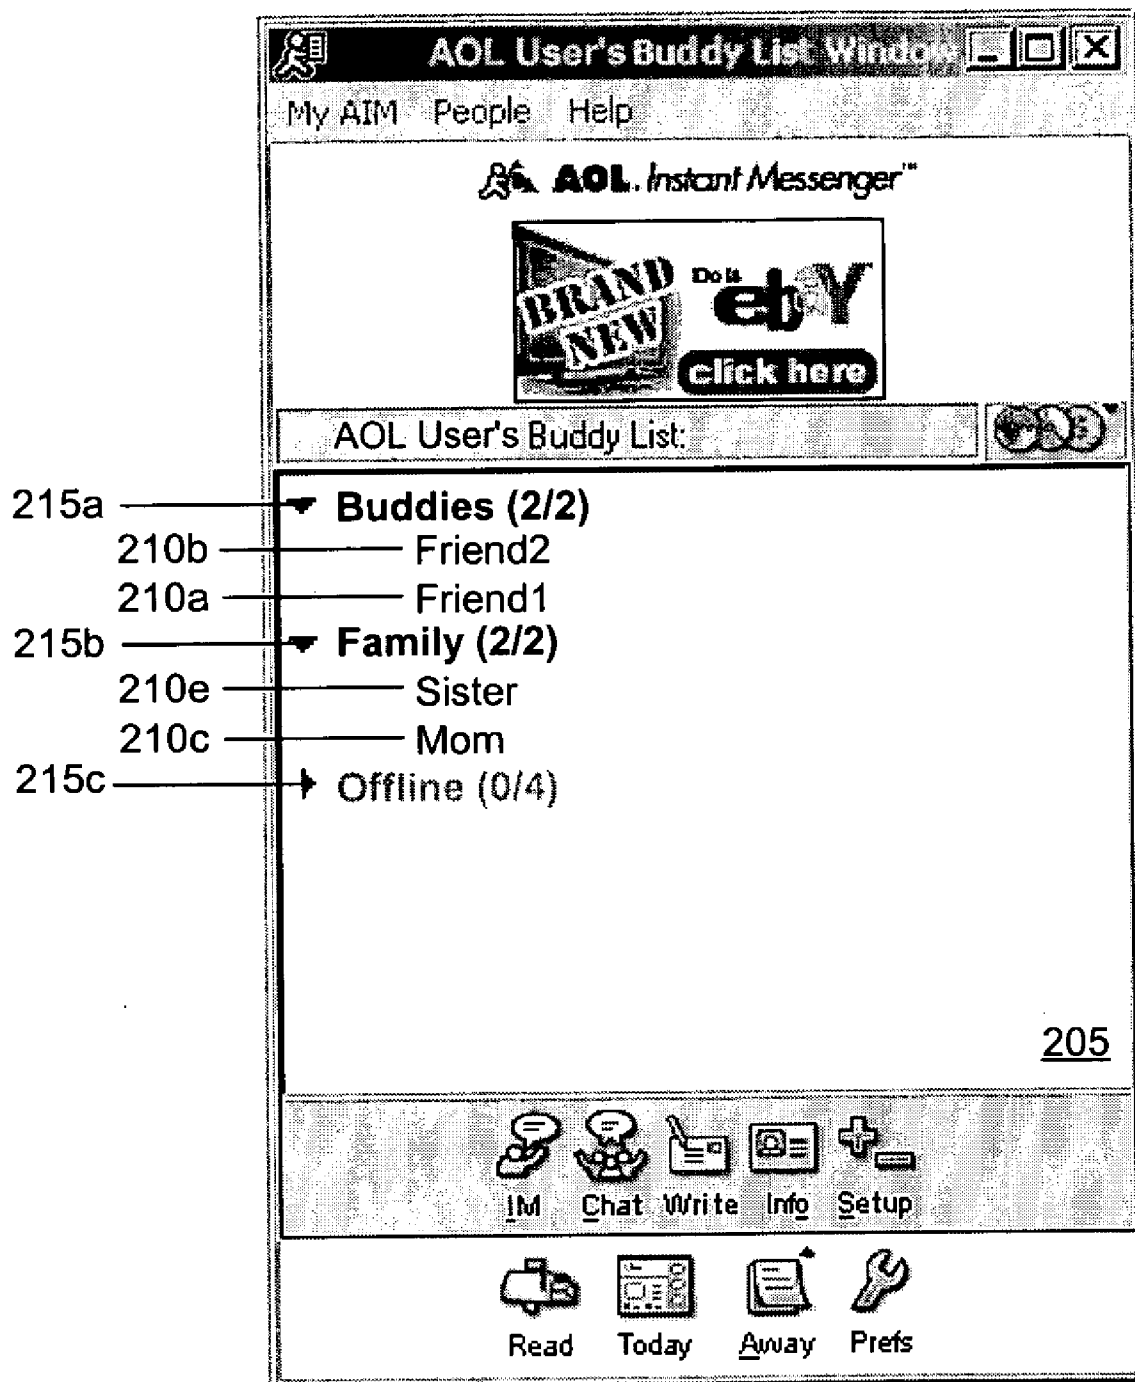 AOL User's Buddy List Window
My AIM People Help
AOL Instant Messenger™
BRAND NEW
Do it
ebY
click here
AOL User's Buddy List:
215a Buddies (2/2)
210b Friend2
210a Friend1
215b Family (2/2)
210e Sister
210c Mom
215c Offline (0/4)
205
IM Chat Write Info Setup
Read Today Away Prefs